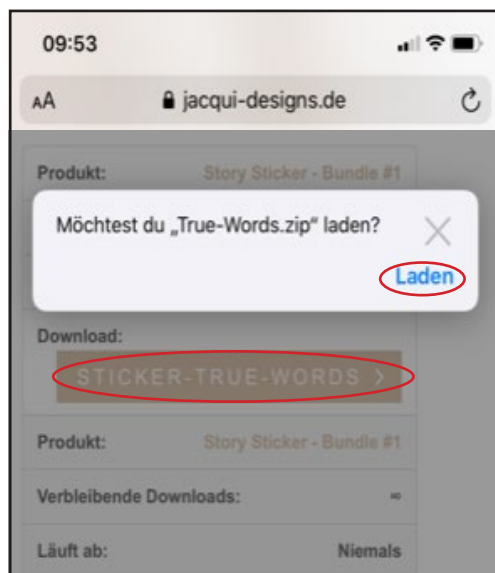 09:53
AA jacqui-designs.de
Produkt: Story Sticker - Bundle #1
Möchtest du „True-Words.zip“ laden?
Laden
Download:
STICKER-TRUE-WORDS >
Produkt: Story Sticker - Bundle #1
Verbleibende Downloads: ∞
Läuft ab: Niemals